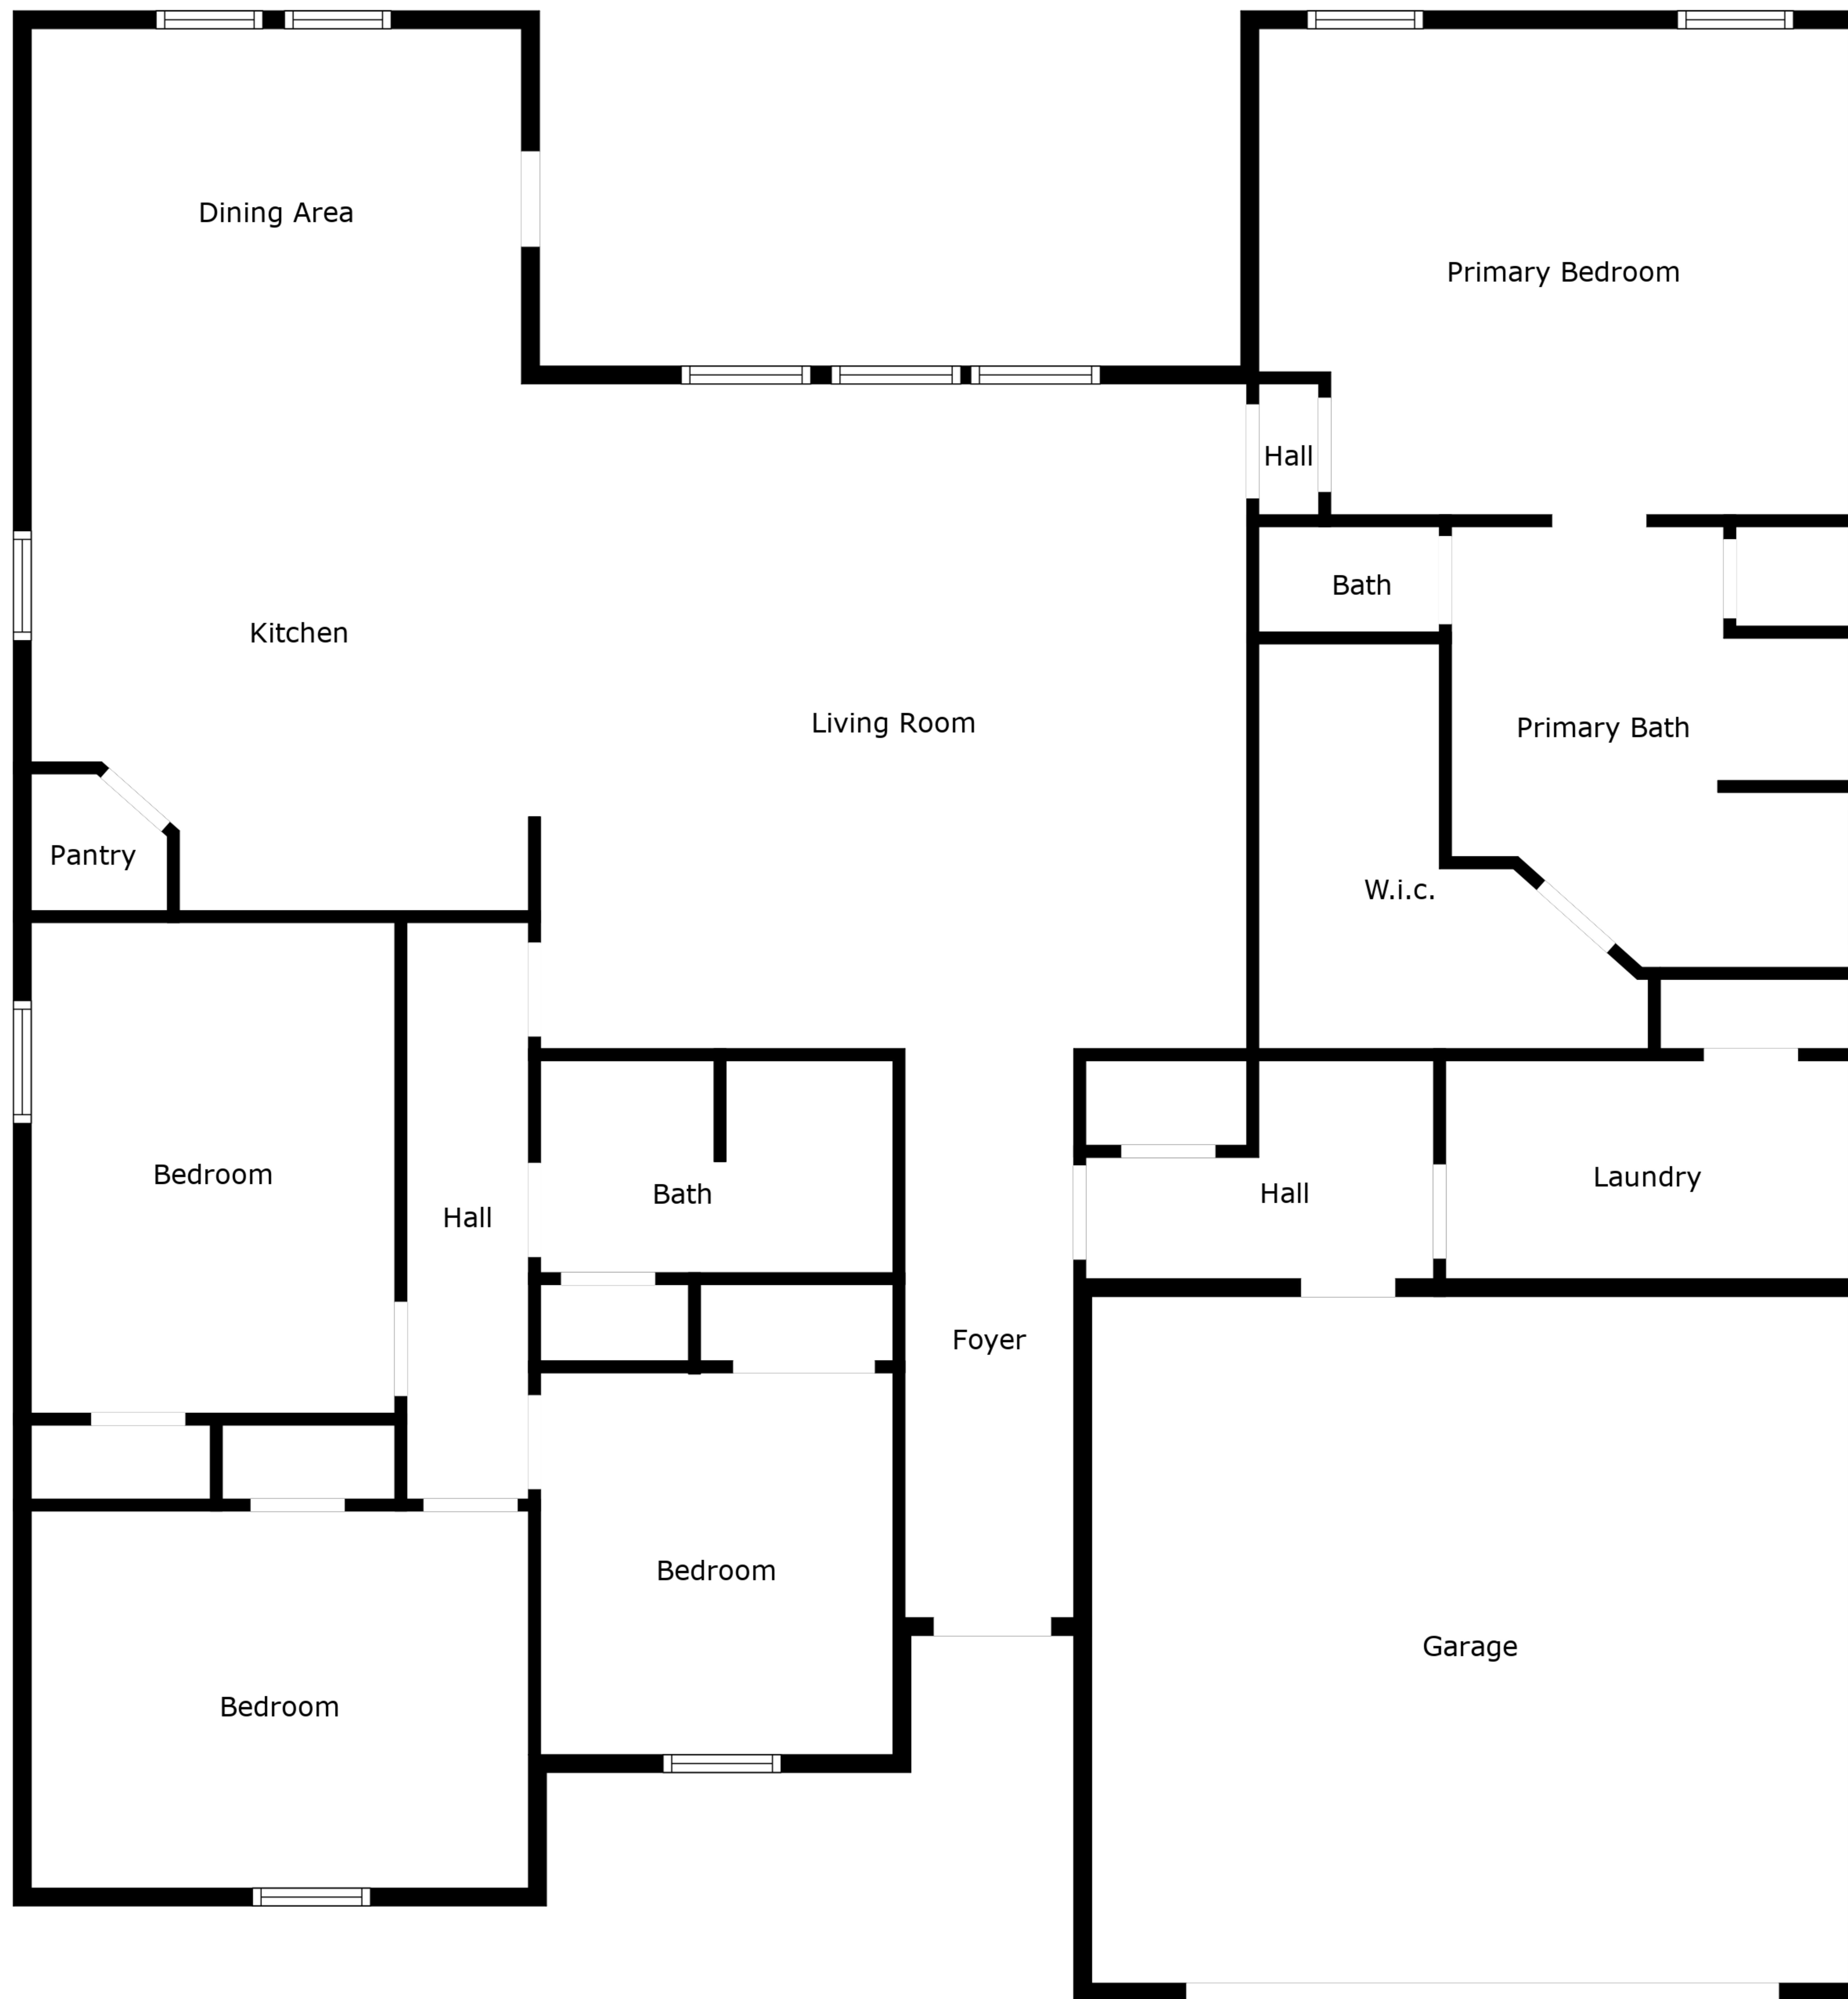 Dining Area
Primary Bedroom
Hall
Bath
Kitchen
Living Room
Primary Bath
Pantry
W.i.c.
Bedroom
Laundry
Hall
Bath
Hall
Foyer
Bedroom
Garage
Bedroom